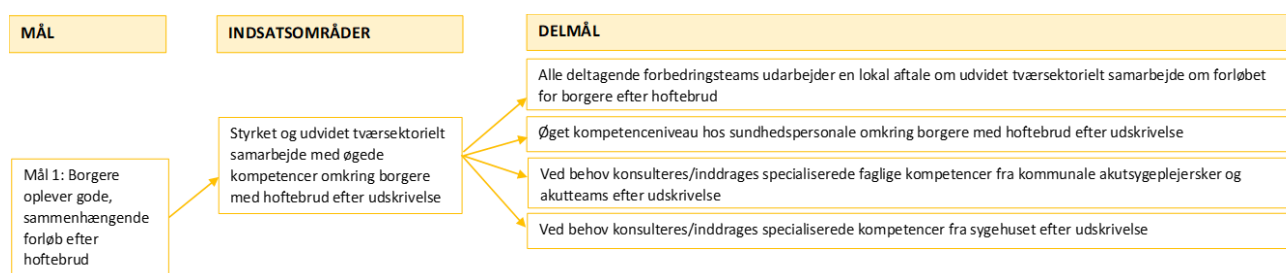 MÅL
INDSATSOMRÅDER
DELMÅL
Mål 1: Borgere
oplever gode,
sammenhængende
forløb efter
hoftebrud
Styrket og udvidet tværsektorielt
samarbejde med øgede
kompetencer omkring borgere
med hoftebrud efter udskrivelse
Alle deltagende forbedringsteams udarbejder en lokal aftale om udvidet tværsektorielt samarbejde om forløbet
for borgere efter hoftebrud
Øget kompetenceniveau hos sundhedspersonale omkring borgere med hoftebrud efter udskrivelse
Ved behov konsulteres/inddrages specialiserede faglige kompetencer fra kommunale akutsygeplejersker og
akutteams efter udskrivelse
Ved behov konsulteres/inddrages specialiserede kompetencer fra sygehuset efter udskrivelse